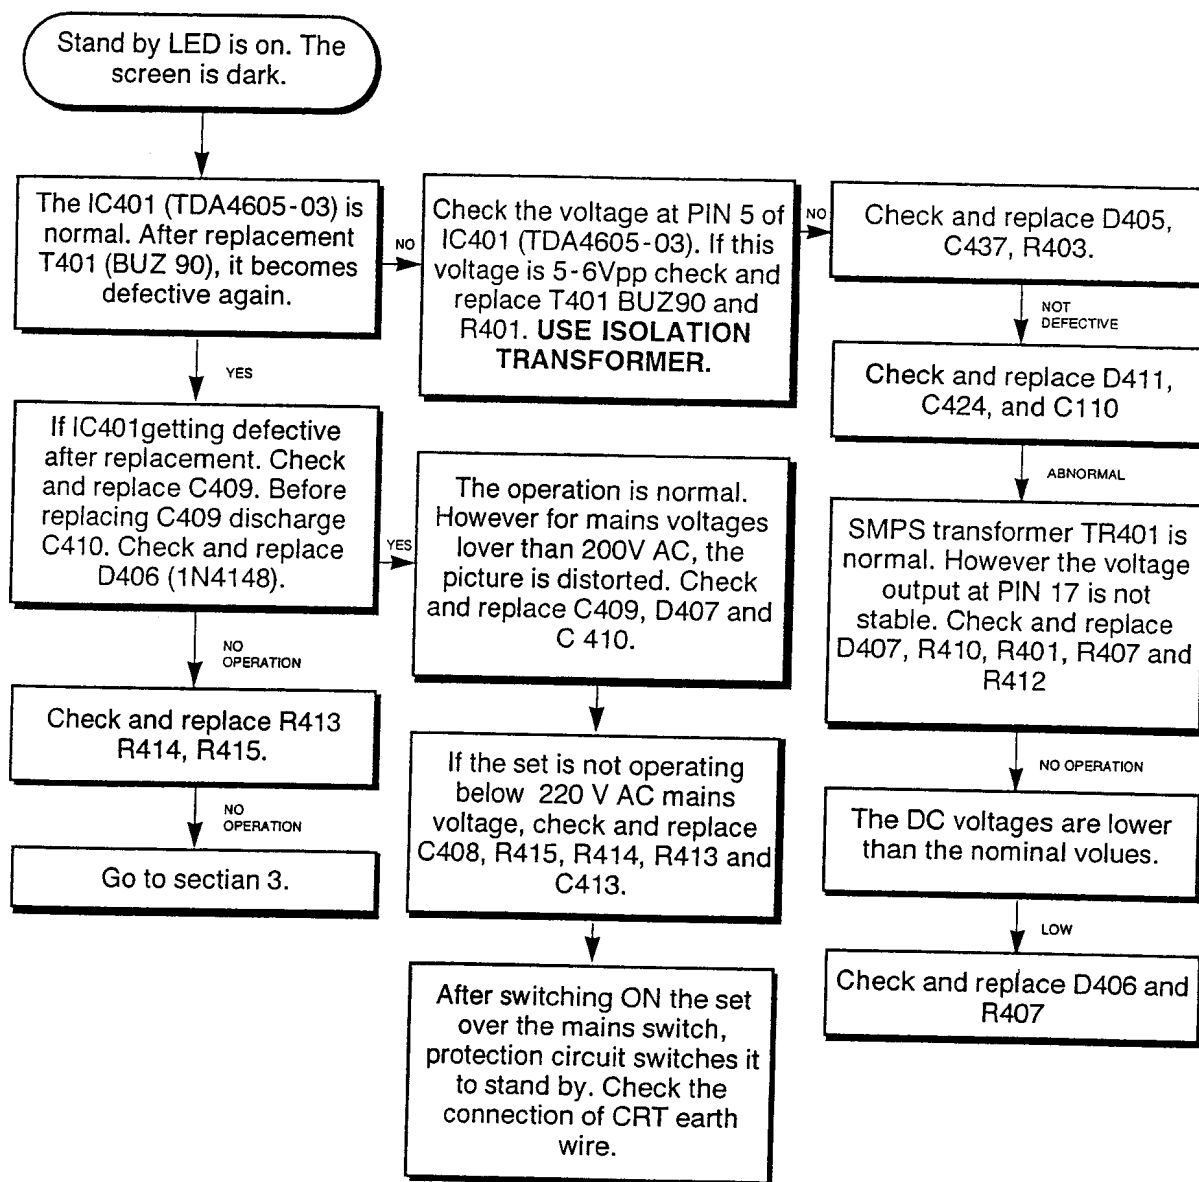 Stand by LED is on. The
screen is dark.
The IC401 (TDA4605-03) is
normal. After replacement
T401 (BUZ 90), it becomes
defective again.
NO
Check the voltage at PIN 5 of
IC401 (TDA4605-03). If this
voltage is 5-6Vpp check and
replace T401 BUZ90 and
R401. USE ISOLATION
TRANSFORMER.
NO
Check and replace D405,
C437, R403.
NOT
DEFECTIVE
Check and replace D411,
C424, and C110
ABNORMAL
SMPS transformer TR401 is
normal. However the voltage
output at PIN 17 is not
stable. Check and replace
D407, R410, R401, R407 and
R412
NO OPERATION
The DC voltages are lower
than the nominal volues.
LOW
Check and replace D406 and
R407
YES
If IC401getting defective
after replacement. Check
and replace C409. Before
replacing C409 discharge
C410. Check and replace
D406 (1N4148).
YES
The operation is normal.
However for mains voltages
lover than 200V AC, the
picture is distorted. Check
and replace C409, D407 and
C 410.
If the set is not operating
below 220 V AC mains
voltage, check and replace
C408, R415, R414, R413 and
C413.
After switching ON the set
over the mains switch,
protection circuit switches it
to stand by. Check the
connection of CRT earth
wire.
NO
OPERATION
Check and replace R413
R414, R415.
NO
OPERATION
Go to sectian 3.